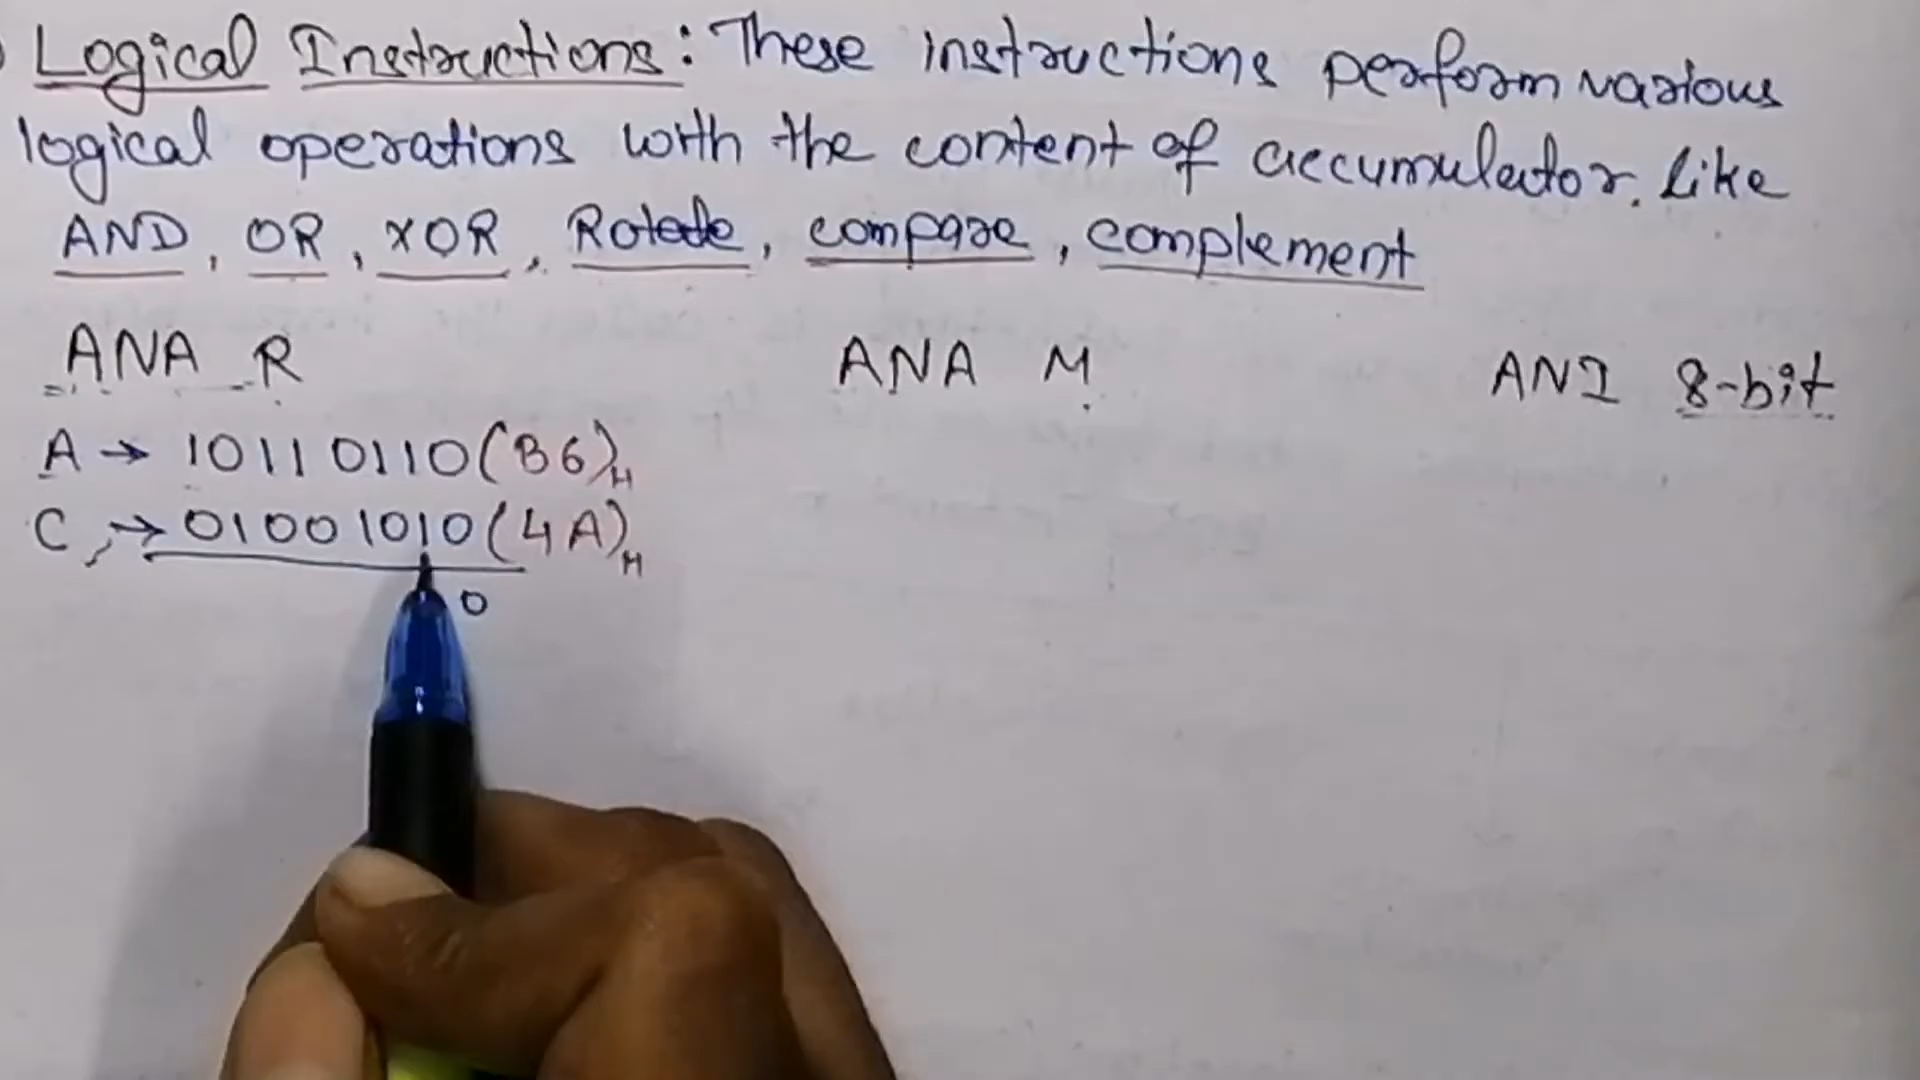 Logical Instructions: These instructions perform various
logical operations with the content of accumulator. like
AND, OR, XOR, Rotate, compare, complement
ANA R ANA M ANI 8-bit
A → 10110110(B6)H
C → 01001010(4A)H
0